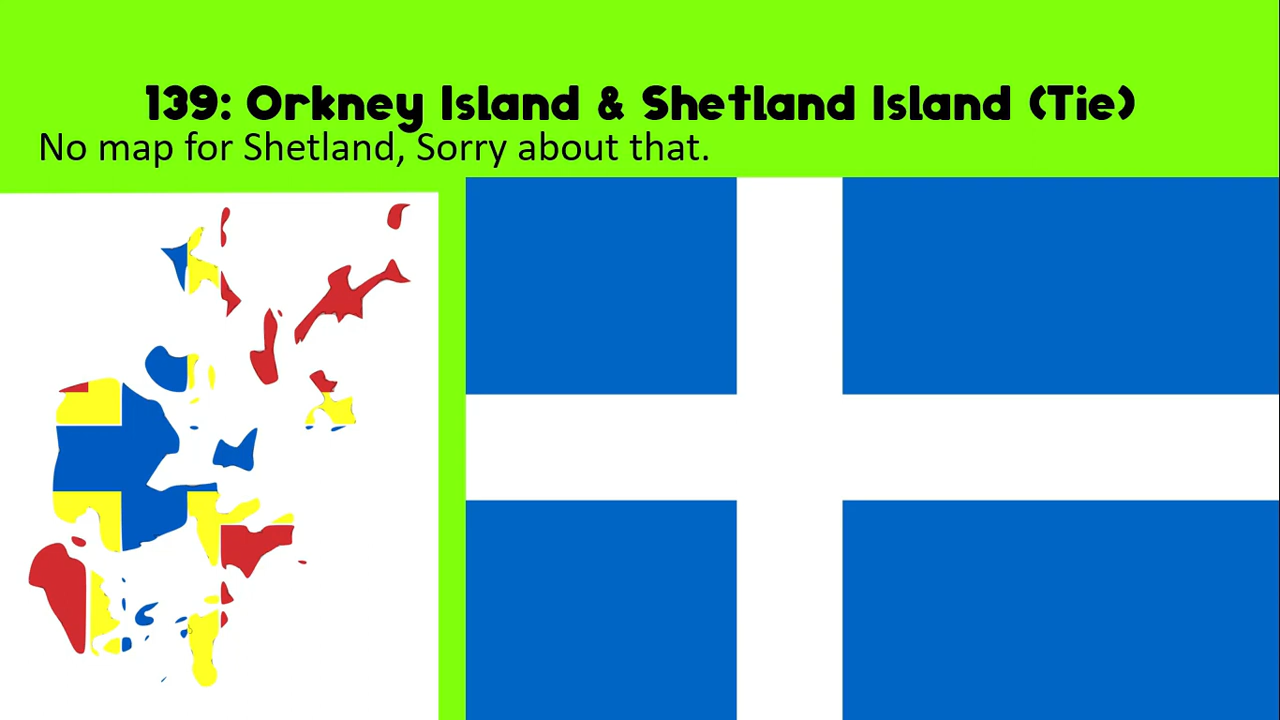 139: Orkney Island & Shetland Island (Tie)
No map for Shetland, Sorry about that.